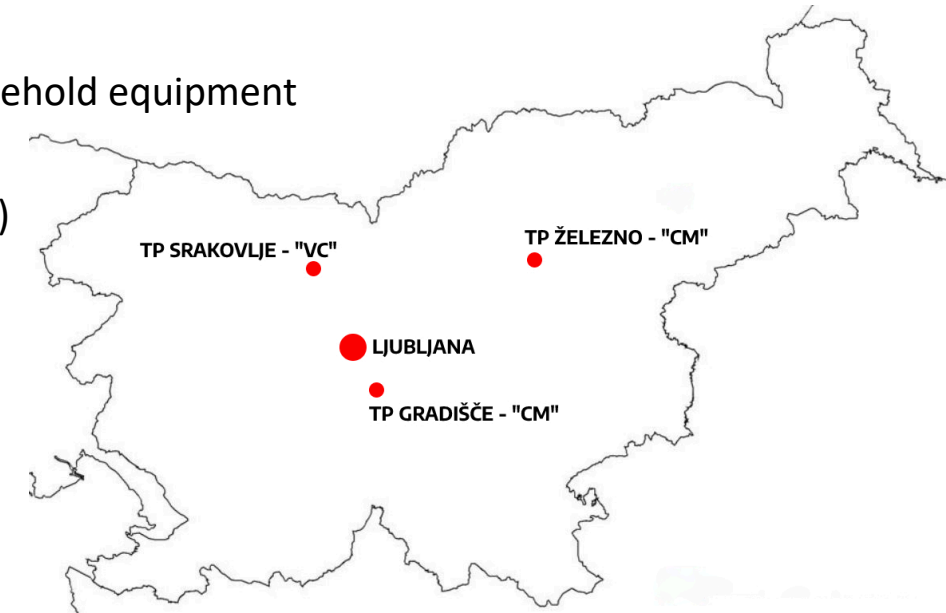 ehold equipment
)
TP SRAKOVLJE - "VC"
TP ŽELEZNO - "CM"
LJUBLJANA
TP GRADIŠČE - "CM"